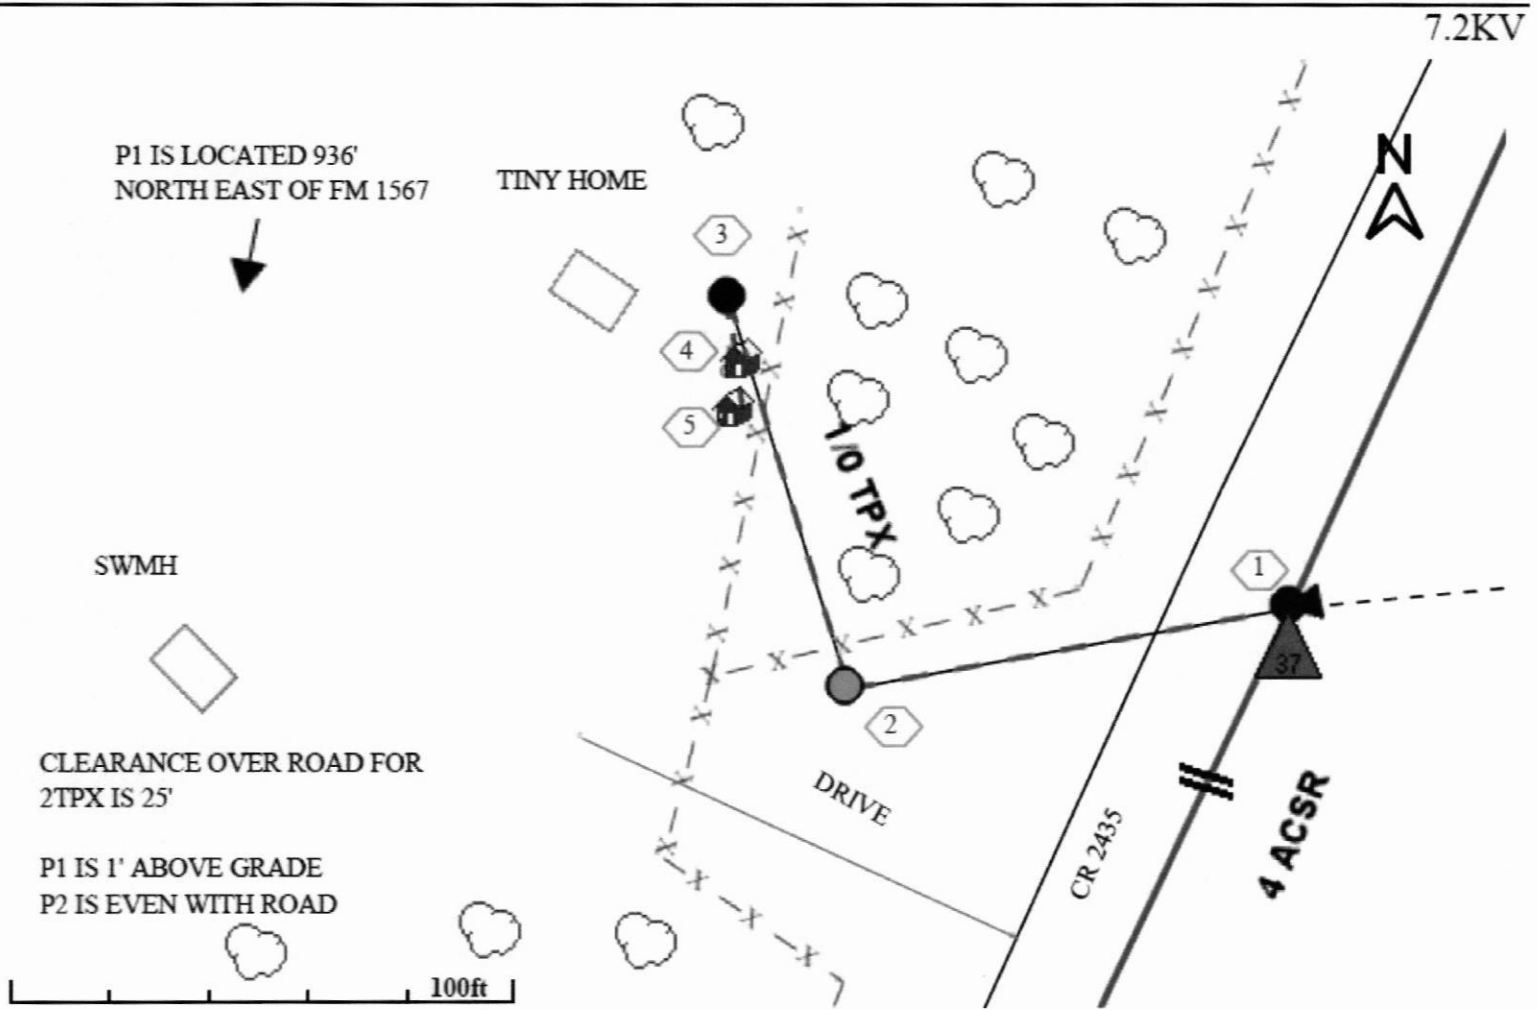 7.2KV
P1 IS LOCATED 936'
NORTH EAST OF FM 1567
TINY HOME
N
3
4
5
1/0 TPX
SWMH
1
37
2
CLEARANCE OVER ROAD FOR
2TPX IS 25'
DRIVE
CR 2435
4 ACSR
P1 IS 1' ABOVE GRADE
P2 IS EVEN WITH ROAD
100ft